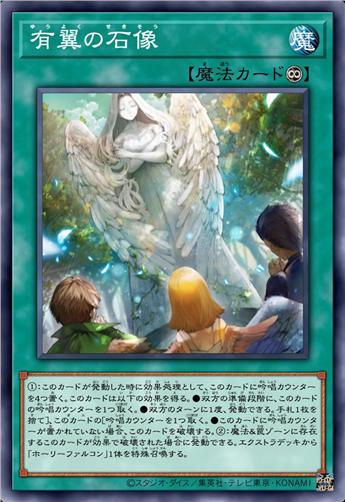 有翼の石像
魔
【魔法カード】
①:このカードが発動した時に効果処理として、このカードに吟唱カウンター
を4つ置く。このカードは以下の効果を得る。●双方の準備段階に、このカード
の吟唱カウンターを1つ取く。●双方のターンに1度、発動できる。手札1枚を
捨て、このカードの吟唱カウンターを1つ取く。●このカードに吟唱カウンター
が置かれていない場合、このカードを破壊する。②:魔法&罠ゾーンに存在
するこのカードが効果で破壊された場合に発動できる。エクストラデッキから
「ホーリーファルコン」1体を特殊召喚する。
©スタジオ・ダイス/集英社・テレビ東京・KONAMI